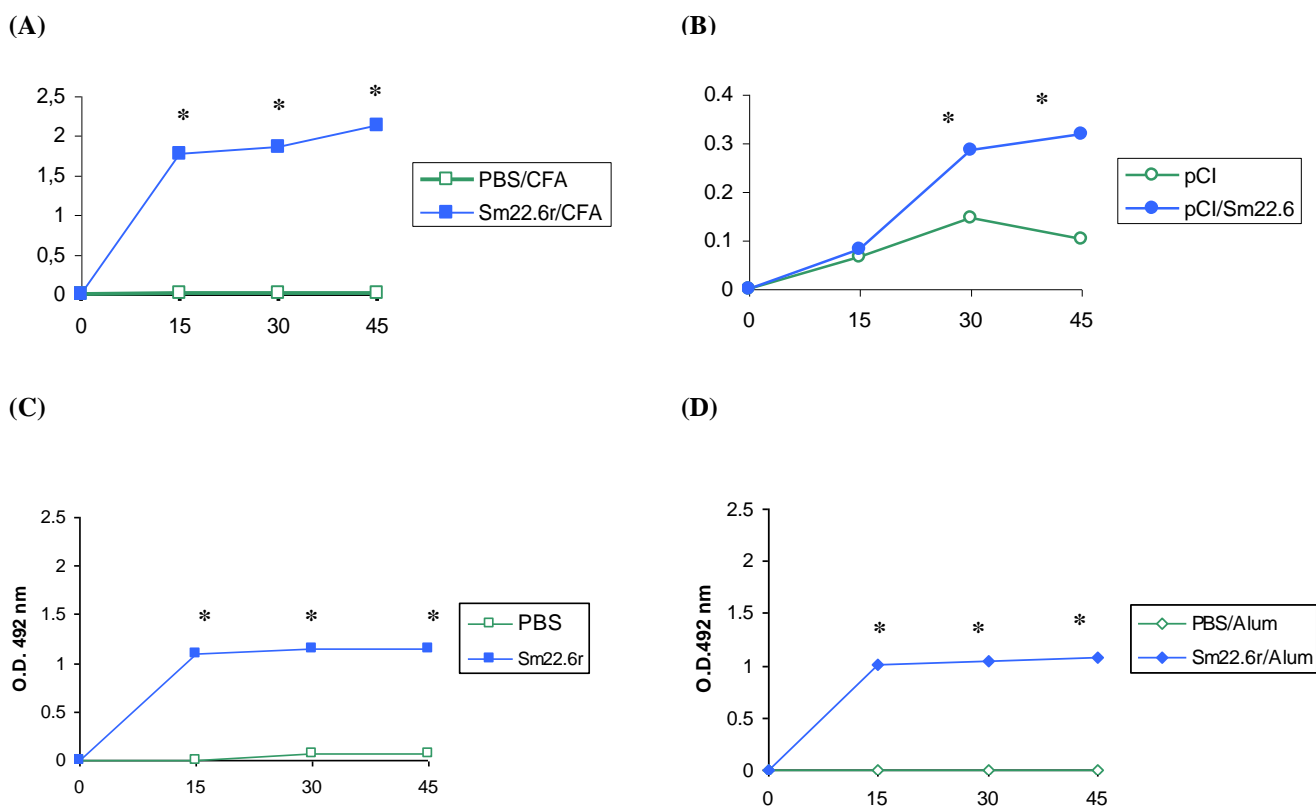 (A)
(B)
* * *
2,5
2
1,5
1
0,5
0
0 15 30 45
PBS/CFA
Sm22.6r/CFA
* *
0.4
0.3
0.2
0.1
0
0 15 30 45
pCI
pCI/Sm22.6
(C)
(D)
O.D. 492 nm
2.5
2
1.5
1
0.5
0
* * *
0 15 30 45
PBS
Sm22.6r
O.D.492 nm
2.5
2
1.5
1
0.5
0
* * *
0 15 30 45
PBS/Alum
Sm22.6r/Alum